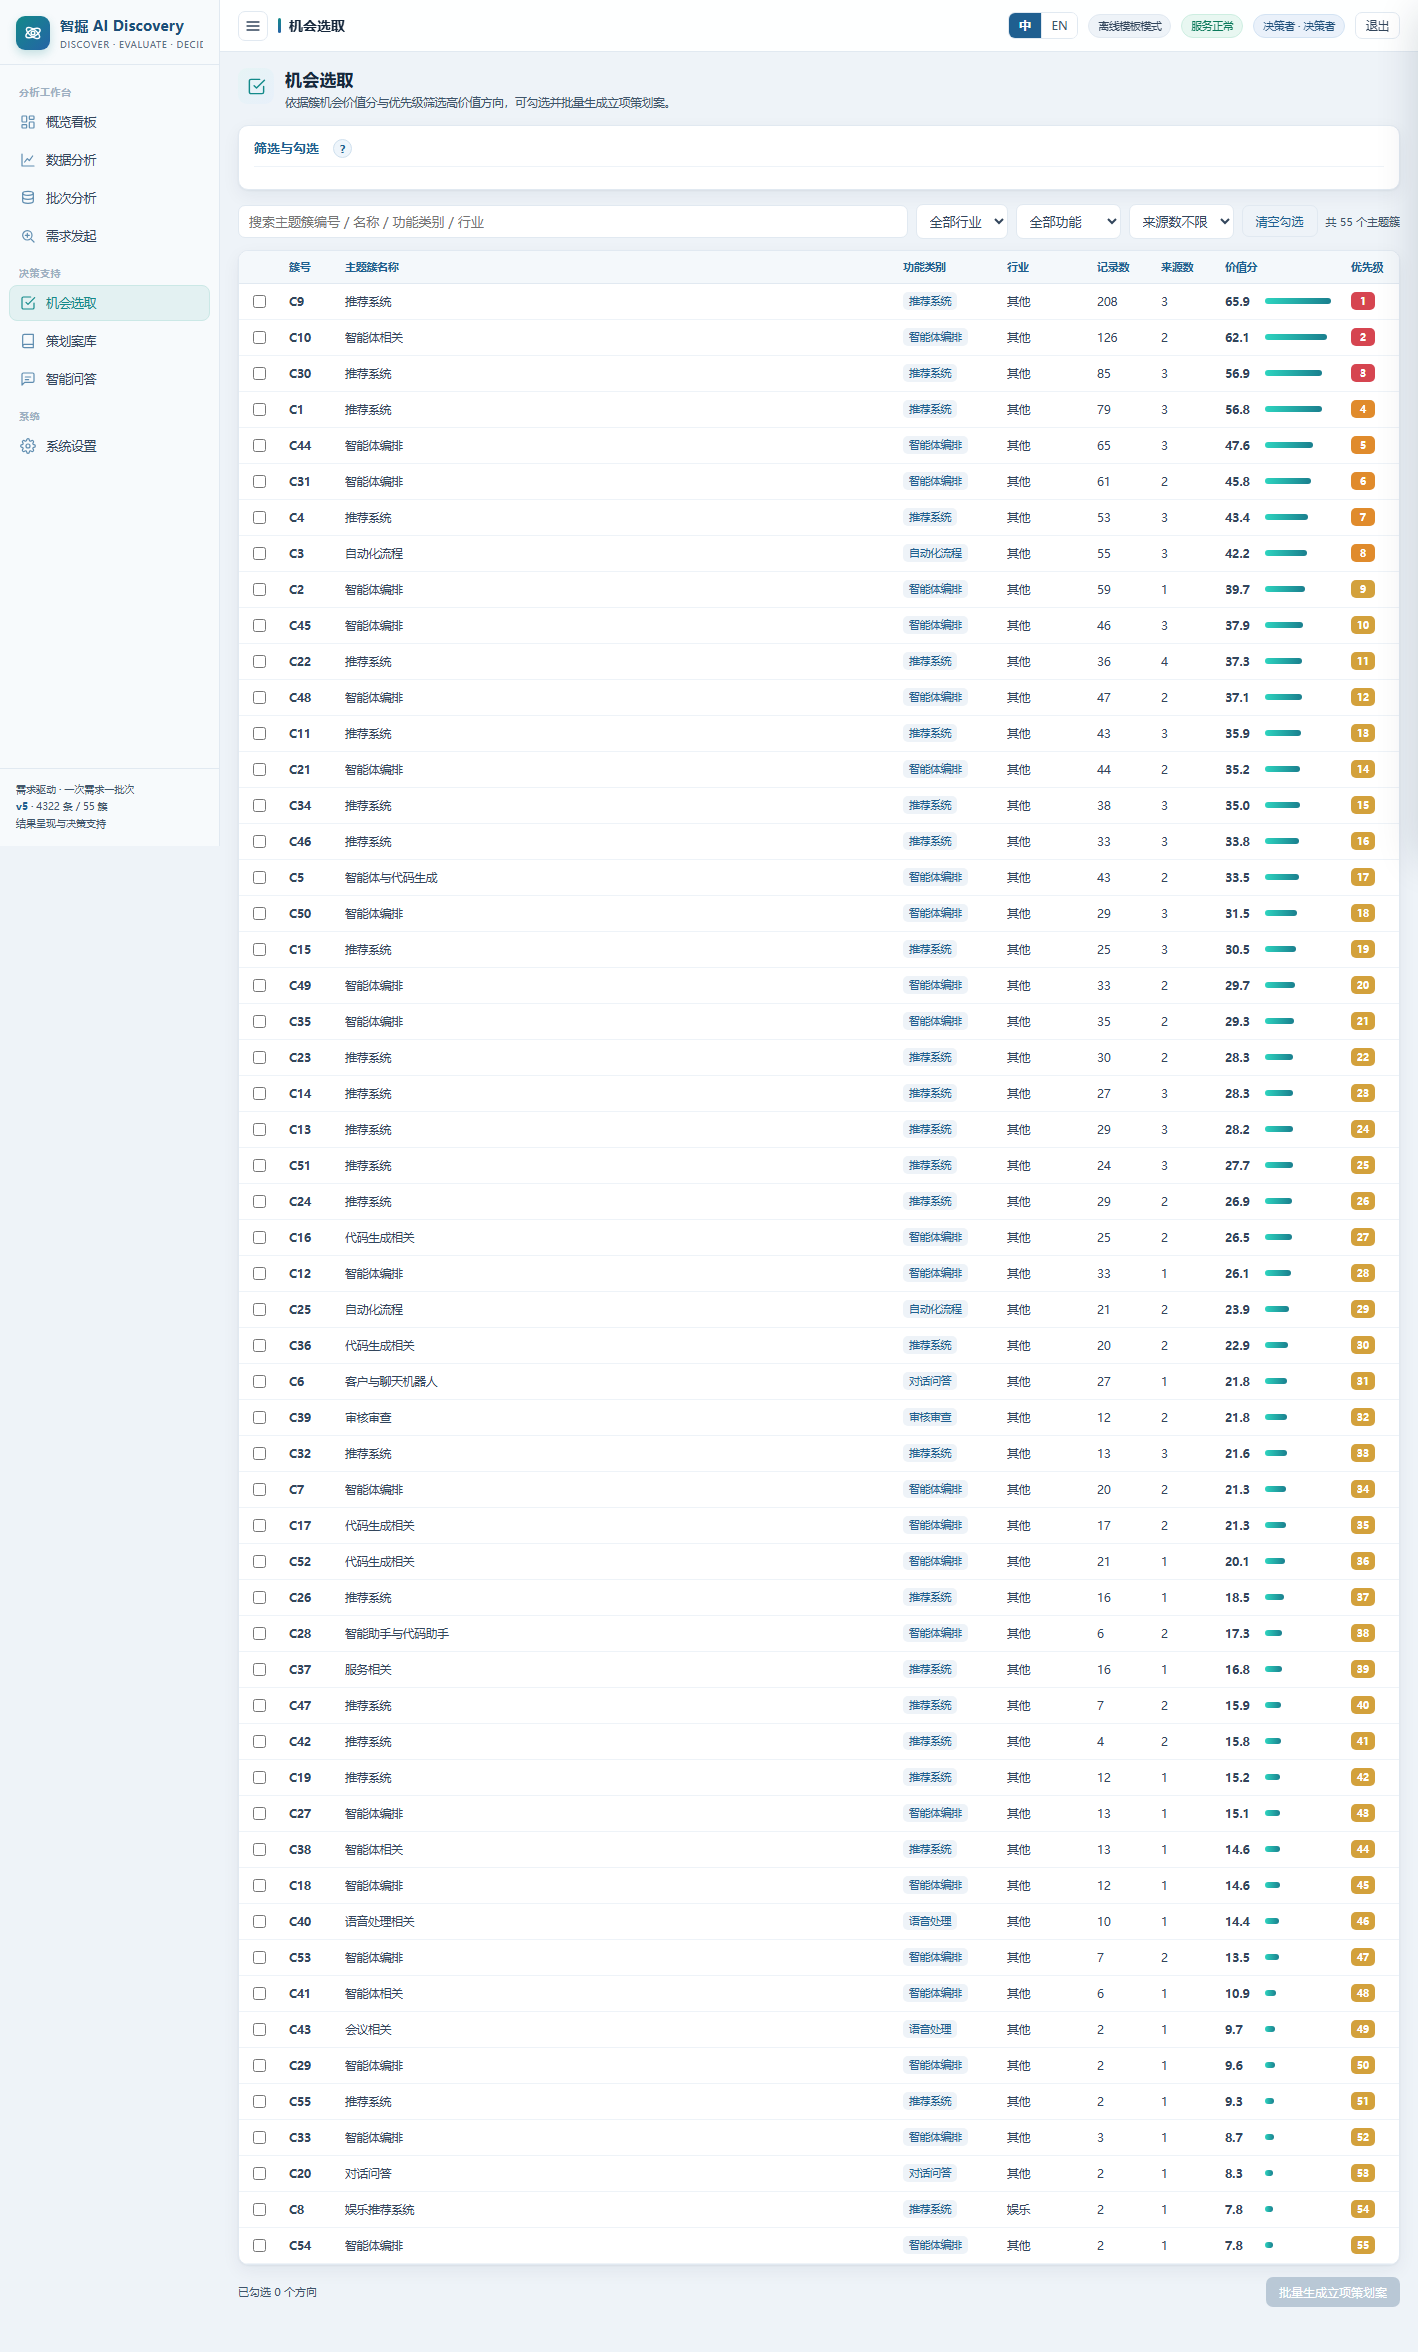 智掘 AI Discovery
DISCOVER · EVALUATE · DECID
分析工作台
概览看板
数据分析
批次分析
需求发起
决策支持
机会选取
策划案库
智能问答
系统
系统设置
需求驱动 · 一次需求一批次
v5 · 4322 条 / 55 簇
结果呈现与决策支持
机会选取
中 EN 离线模板模式 服务正常 决策者 · 决策者 退出
机会选取
依据簇机会价值分与优先级筛选高价值方向，可勾选并批量生成立项策划案。
筛选与勾选 ?
搜索主题簇编号 / 名称 / 功能类别 / 行业 全部行业 全部功能 来源数不限 清空勾选 共 55 个主题簇
簇号 主题簇名称 功能类别 行业 记录数 来源数 价值分 优先级
C9 推荐系统 推荐系统 其他 208 3 65.9 1
C10 智能体相关 智能体编排 其他 126 2 62.1 2
C30 推荐系统 推荐系统 其他 85 3 56.9 3
C1 推荐系统 推荐系统 其他 79 3 56.8 4
C44 智能体编排 智能体编排 其他 65 3 47.6 5
C31 智能体编排 智能体编排 其他 61 2 45.8 6
C4 推荐系统 推荐系统 其他 53 3 43.4 7
C3 自动化流程 自动化流程 其他 55 3 42.2 8
C2 智能体编排 智能体编排 其他 59 1 39.7 9
C45 智能体编排 智能体编排 其他 46 3 37.9 10
C22 推荐系统 推荐系统 其他 36 4 37.3 11
C48 智能体编排 智能体编排 其他 47 2 37.1 12
C11 推荐系统 推荐系统 其他 43 3 35.9 13
C21 智能体编排 智能体编排 其他 44 2 35.2 14
C34 推荐系统 推荐系统 其他 38 3 35.0 15
C46 推荐系统 推荐系统 其他 33 3 33.8 16
C5 智能体与代码生成 智能体编排 其他 43 2 33.5 17
C50 智能体编排 智能体编排 其他 29 3 31.5 18
C15 推荐系统 推荐系统 其他 25 3 30.5 19
C49 智能体编排 智能体编排 其他 33 2 29.7 20
C35 智能体编排 智能体编排 其他 35 2 29.3 21
C23 推荐系统 推荐系统 其他 30 2 28.3 22
C14 推荐系统 推荐系统 其他 27 3 28.3 23
C13 推荐系统 推荐系统 其他 29 3 28.2 24
C51 推荐系统 推荐系统 其他 24 3 27.7 25
C24 推荐系统 推荐系统 其他 29 2 26.9 26
C16 代码生成相关 智能体编排 其他 25 2 26.5 27
C12 智能体编排 智能体编排 其他 33 1 26.1 28
C25 自动化流程 自动化流程 其他 21 2 23.9 29
C36 代码生成相关 推荐系统 其他 20 2 22.9 30
C6 客户与聊天机器人 对话问答 其他 27 1 21.8 31
C39 审核审查 审核审查 其他 12 2 21.8 32
C32 推荐系统 推荐系统 其他 13 3 21.6 33
C7 智能体编排 智能体编排 其他 20 2 21.3 34
C17 代码生成相关 智能体编排 其他 17 2 21.3 35
C52 代码生成相关 智能体编排 其他 21 1 20.1 36
C26 推荐系统 推荐系统 其他 16 1 18.5 37
C28 智能助手与代码助手 智能体编排 其他 6 2 17.3 38
C37 服务相关 推荐系统 其他 16 1 16.8 39
C47 推荐系统 推荐系统 其他 7 2 15.9 40
C42 推荐系统 推荐系统 其他 4 2 15.8 41
C19 推荐系统 推荐系统 其他 12 1 15.2 42
C27 智能体编排 智能体编排 其他 13 1 15.1 43
C38 智能体相关 推荐系统 其他 13 1 14.6 44
C18 智能体编排 智能体编排 其他 12 1 14.6 45
C40 语音处理相关 语音处理 其他 10 1 14.4 46
C53 智能体编排 智能体编排 其他 7 2 13.5 47
C41 智能体相关 智能体编排 其他 6 1 10.9 48
C43 会议相关 语音处理 其他 2 1 9.7 49
C29 智能体编排 智能体编排 其他 2 1 9.6 50
C55 推荐系统 推荐系统 其他 2 1 9.3 51
C33 智能体编排 智能体编排 其他 3 1 8.7 52
C20 对话问答 对话问答 其他 2 1 8.3 53
C8 娱乐推荐系统 推荐系统 娱乐 2 1 7.8 54
C54 智能体编排 智能体编排 其他 2 1 7.8 55
已勾选 0 个方向 批量生成立项策划案